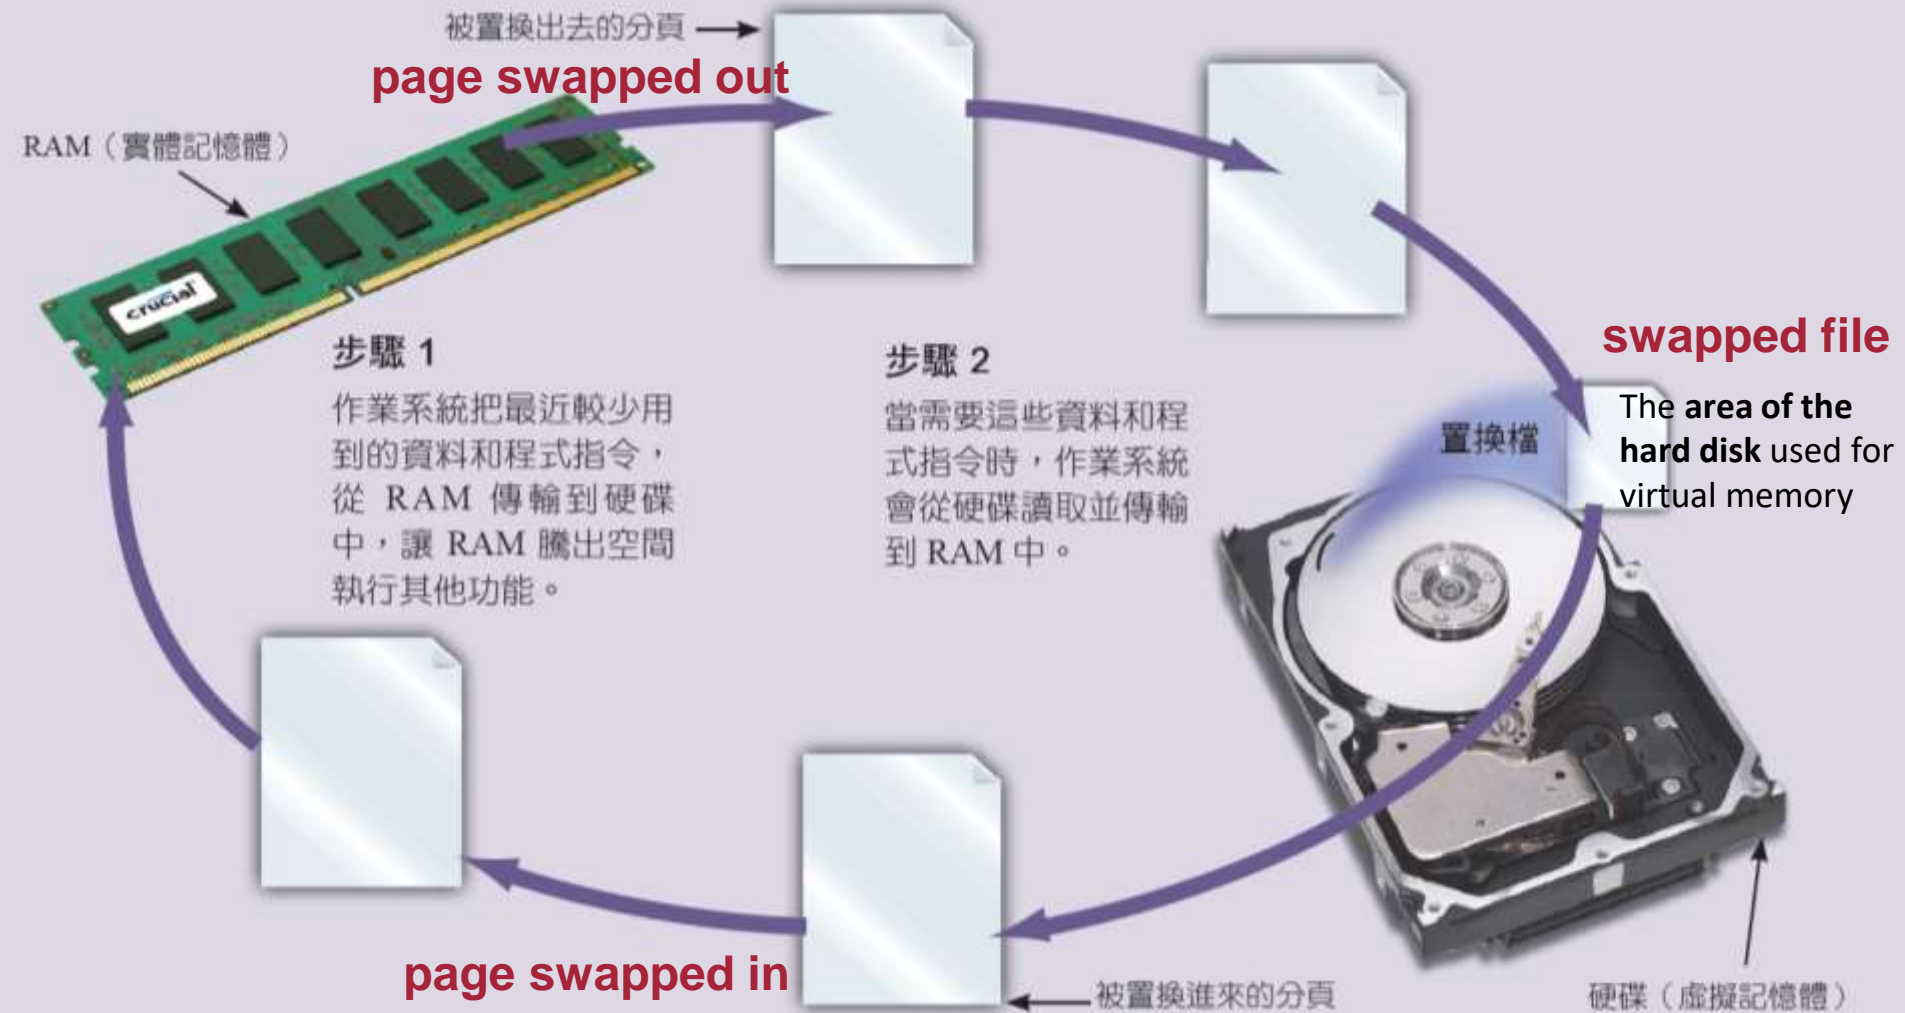 被置換出去的分頁
page swapped out
RAM（實體記憶體）
crucial
步驟 1
作業系統把最近較少用
到的資料和程式指令，
從 RAM 傳輸到硬碟
中，讓 RAM 騰出空間
執行其他功能。
步驟 2
當需要這些資料和程
式指令時，作業系統
會從硬碟讀取並傳輸
到 RAM 中。
swapped file
The area of the
hard disk used for
virtual memory
置換檔
page swapped in
被置換進來的分頁
硬碟（虛擬記憶體）